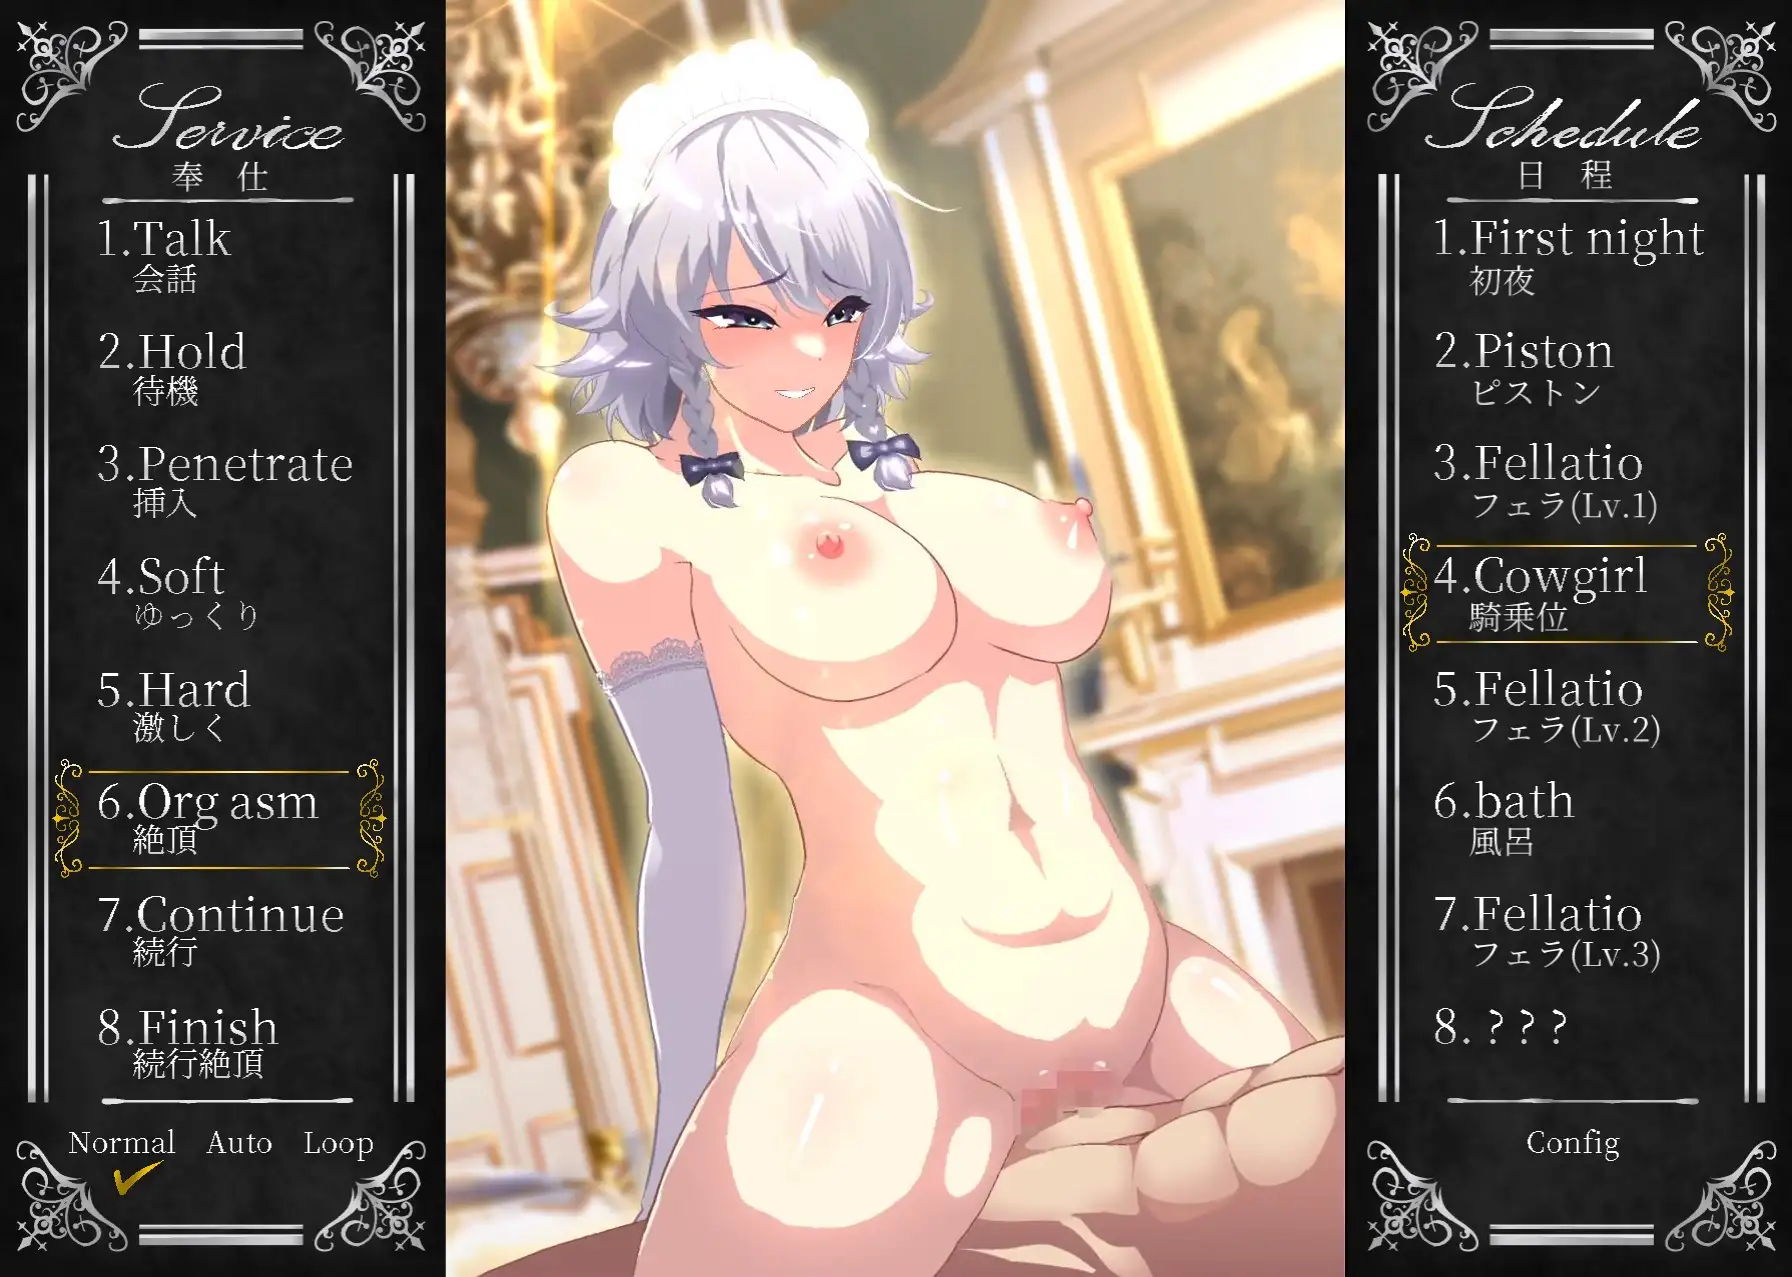 Service
奉仕
1.Talk
会話
2.Hold
待機
3.Penetrate
挿入
4.Soft
ゆっくり
5.Hard
激しく
6.Org asm
絶頂
7.Continue
続行
8.Finish
続行絶頂
Normal Auto Loop
Schedule
日程
1.First night
初夜
2.Piston
ピストン
3.Fellatio
フェラ(Lv.1)
4.Cowgirl
騎乗位
5.Fellatio
フェラ(Lv.2)
6.bath
風呂
7.Fellatio
フェラ(Lv.3)
8.???
Config